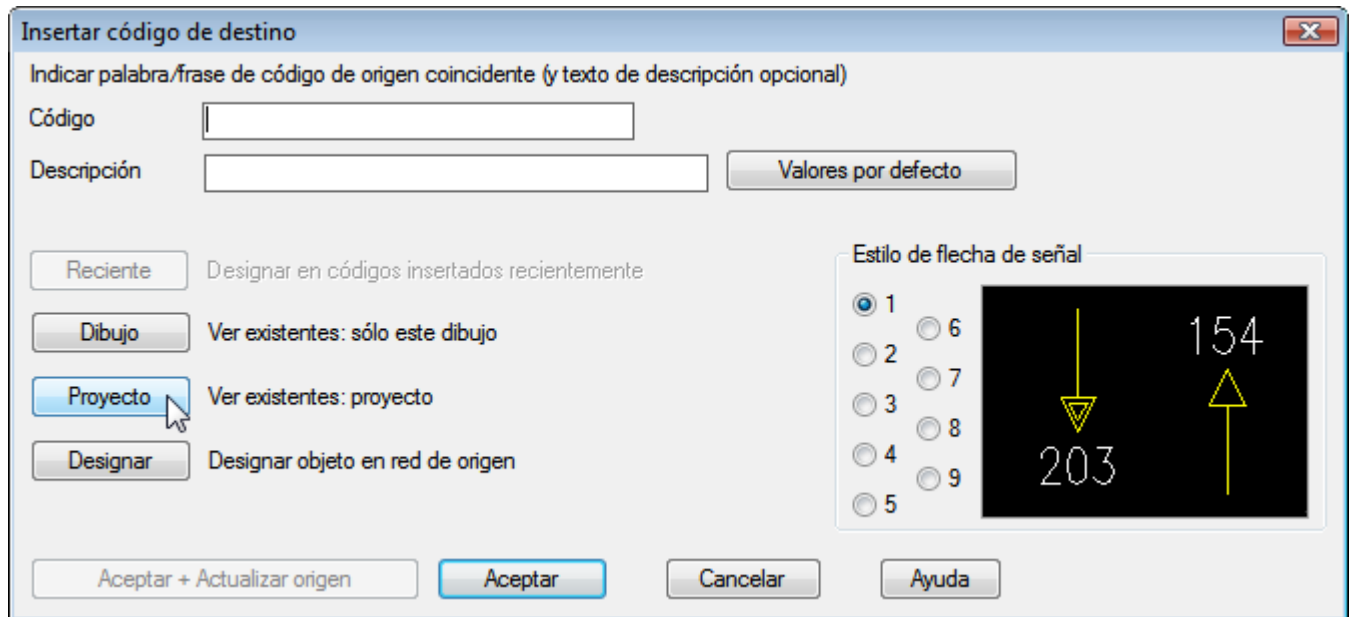 Insertar código de destino
Indicar palabra/frase de código de origen coincidente (y texto de descripción opcional)
Código
Descripción
Valores por defecto
Reciente Designar en códigos insertados recientemente
Dibujo Ver existentes: sólo este dibujo
Proyecto Ver existentes: proyecto
Designar Designar objeto en red de origen
Estilo de flecha de señal
1
2
3
4
5
6
7
8
9
203
154
Aceptar + Actualizar origen
Aceptar
Cancelar
Ayuda